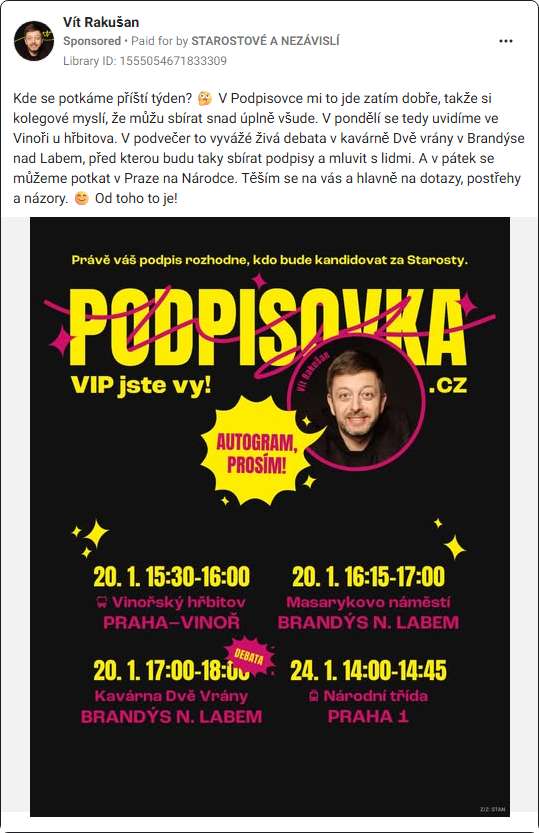 Vít Rakušan
Sponsored • Paid for by STAROSTOVÉ A NEZÁVISLÍ
Library ID: 1555054671833309
Kde se potkáme příští týden? 🤔 V Podpisovce mi to jde zatím dobře, takže si
kolegové myslí, že můžu sbírat snad úplně všude. V pondělí se tedy uvidíme ve
Vinoři u hřbitova. V podvečer to vyvážé živá debata v kavárně Dvě vrány v Brandýse
nad Labem, před kterou budu taky sbírat podpisy a mluvit s lidmi. A v pátek se
můžeme potkat v Praze na Národce. Těším se na vás a hlavně na dotazy, postřehy
a názory. 😊 Od toho to je!
Právě váš podpis rozhodne, kdo bude kandidovat za Starosty.
PODPISOVKA
VIP jste vy!
.CZ
Vít Rakušan
AUTOGRAM,
PROSÍM!
20. 1. 15:30-16:00
Vinořský hřbitov
PRAHA–VINOŘ
20. 1. 16:15-17:00
Masarykovo náměstí
BRANDÝS N. LABEM
20. 1. 17:00-18:00
DEBATA
Kavárna Dvě Vrány
BRANDÝS N. LABEM
24. 1. 14:00-14:45
Národní třída
PRAHA 1
Z/Z: STAN